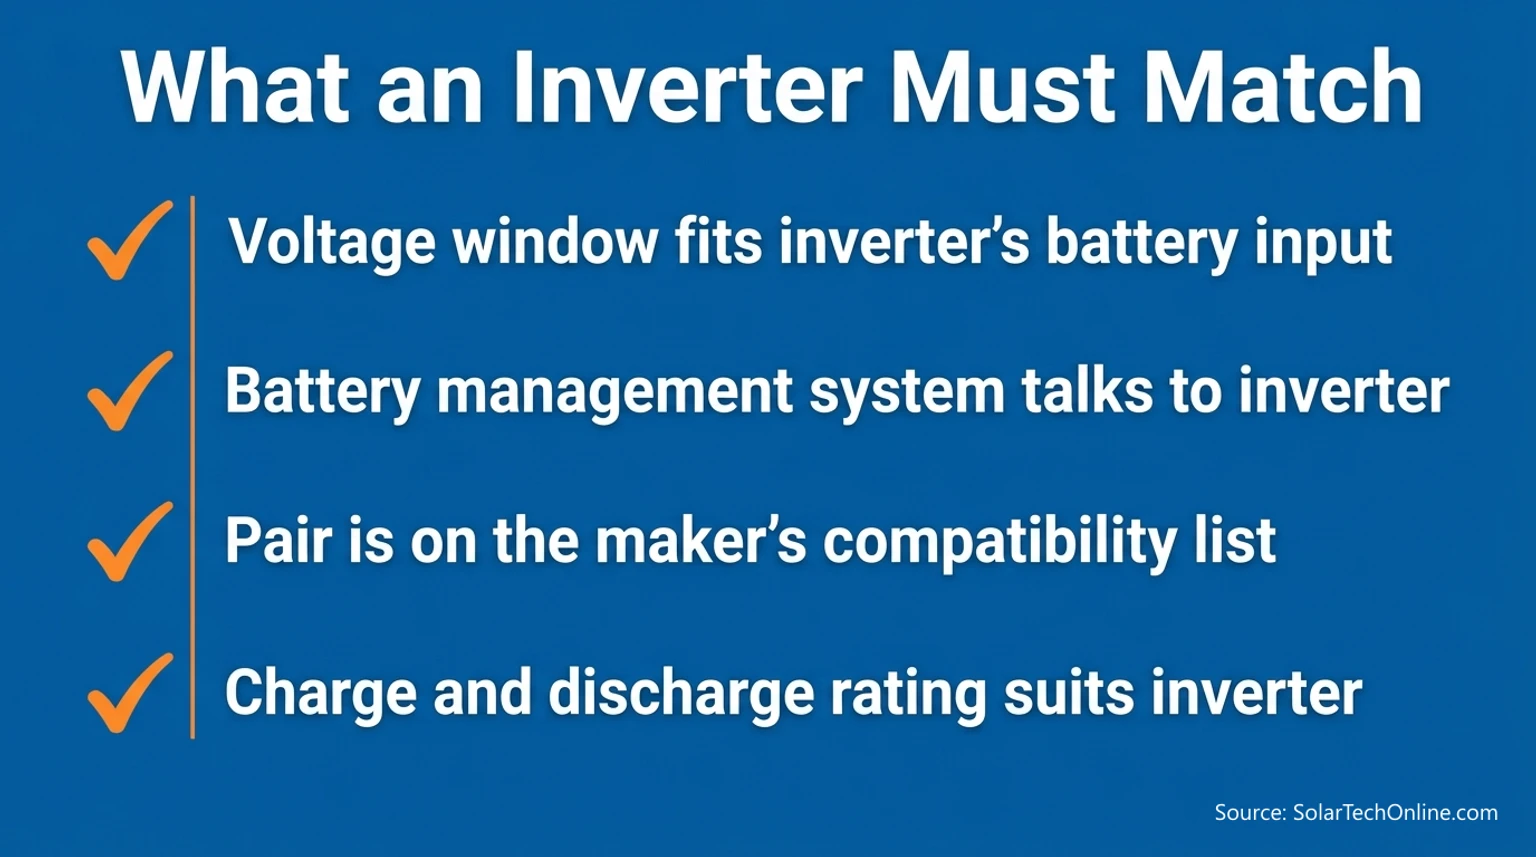 What an Inverter Must Match
Voltage window fits inverter’s battery input
Battery management system talks to inverter
Pair is on the maker’s compatibility list
Charge and discharge rating suits inverter
Source: SolarTechOnline.com